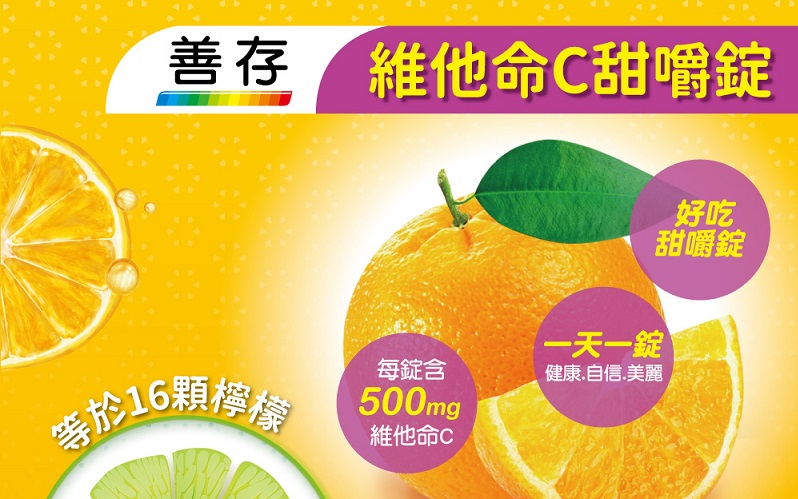 善存
維他命C甜嚼錠
好吃
甜嚼錠
一天一錠
健康.自信.美麗
每錠含
500mg
維他命C
等於16顆檸檬